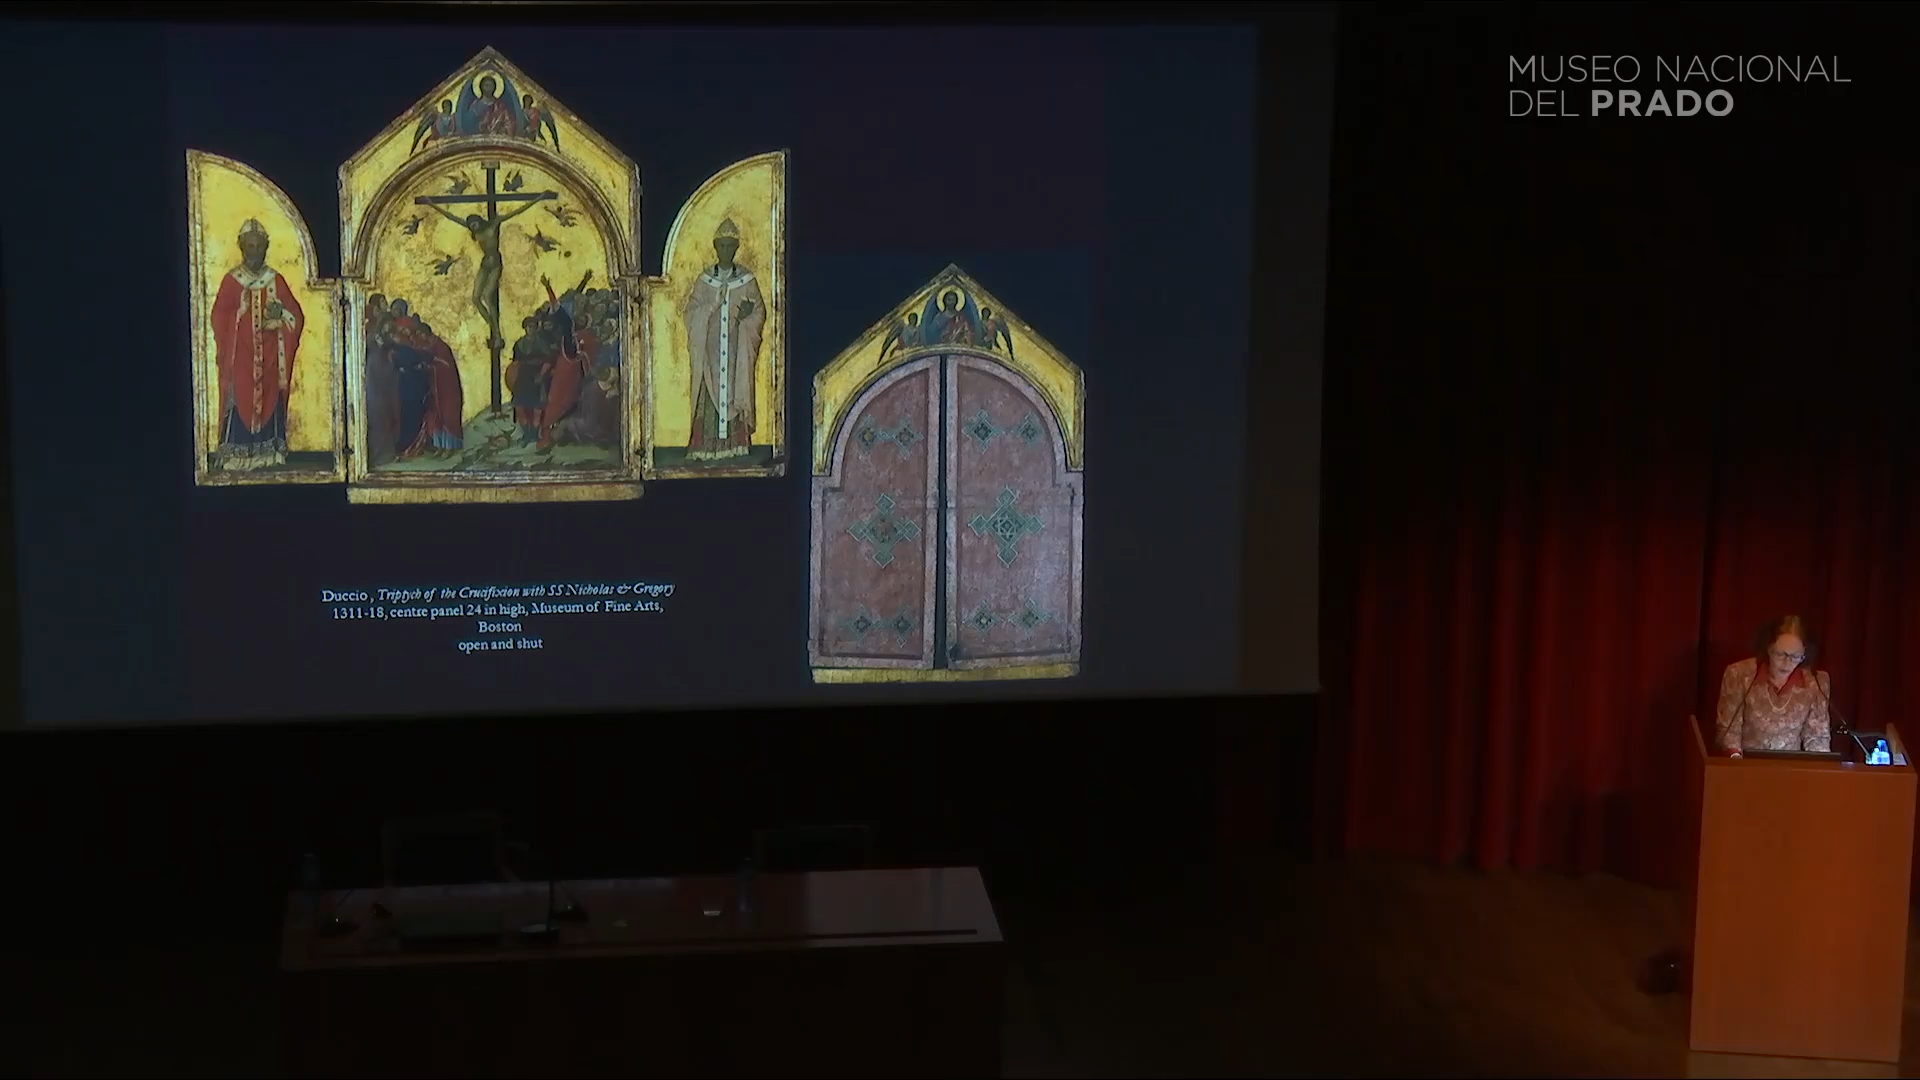 MUSEO NACIONAL
DEL PRADO
Duccio, Triptych of the Crucifixion with SS Nicholas & Gregory
1311-18, centre panel 24 in high, Museum of Fine Arts,
Boston
open and shut